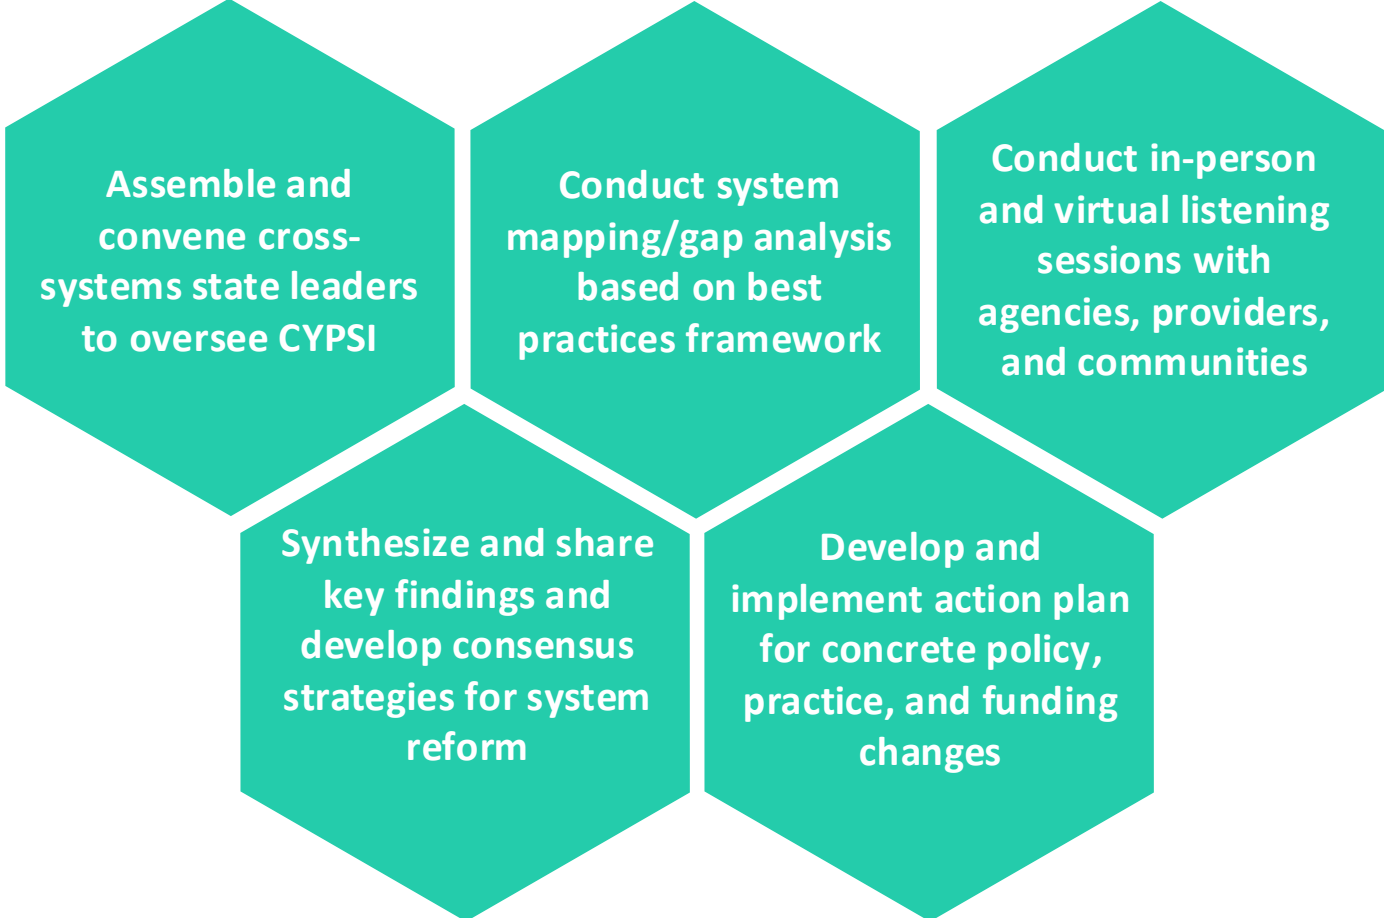 Assemble and
convene cross-
systems state leaders
to oversee CYPSI
Conduct system
mapping/gap analysis
based on best
practices framework
Conduct in-person
and virtual listening
sessions with
agencies, providers,
and communities
Synthesize and share
key findings and
develop consensus
strategies for system
reform
Develop and
implement action plan
for concrete policy,
practice, and funding
changes